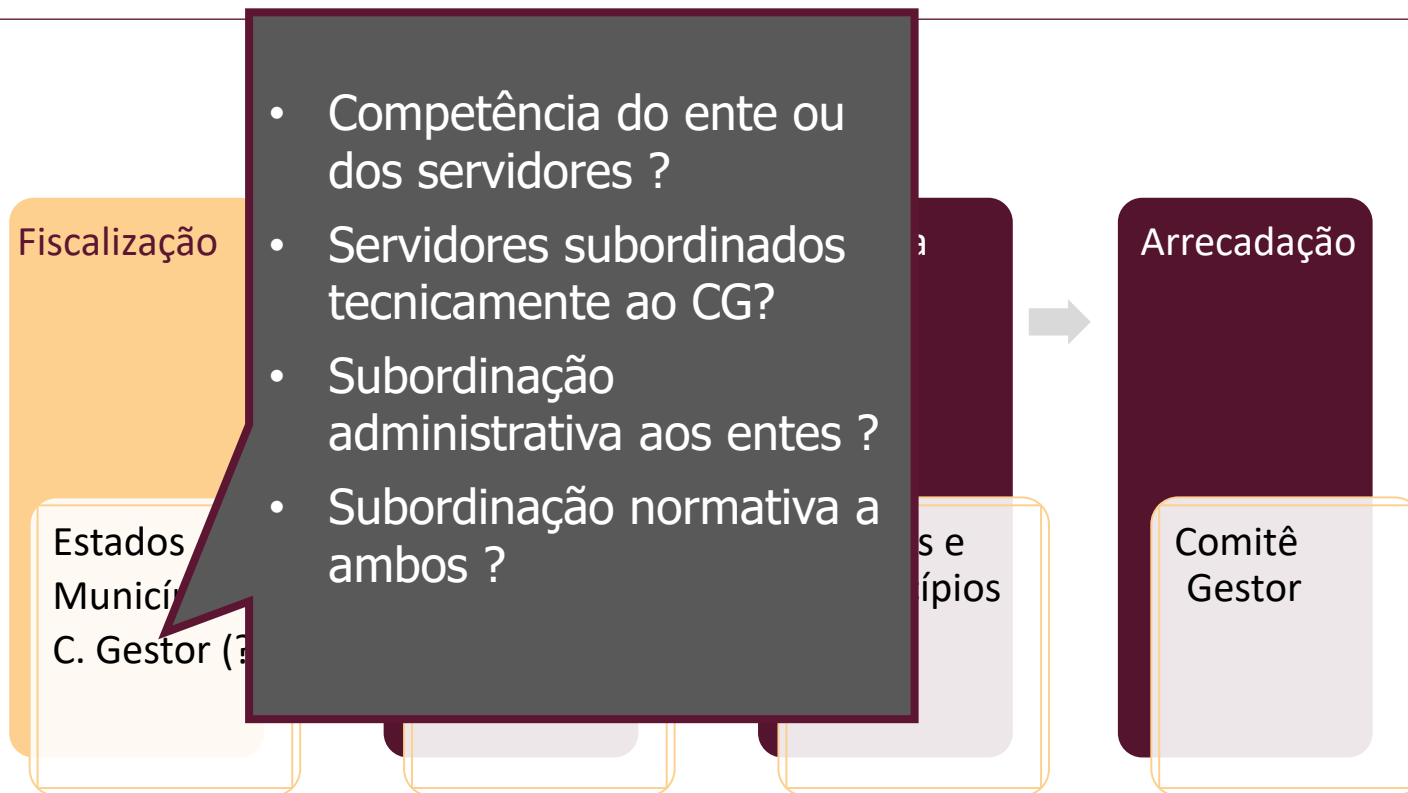 • Competência do ente ou
dos servidores ?
• Servidores subordinados
tecnicamente ao CG?
• Subordinação
administrativa aos entes ?
• Subordinação normativa a
ambos ?
Fiscalização
Estados
C. Gestor (?
a
s e
ípios
Arrecadação
Comitê
Gestor